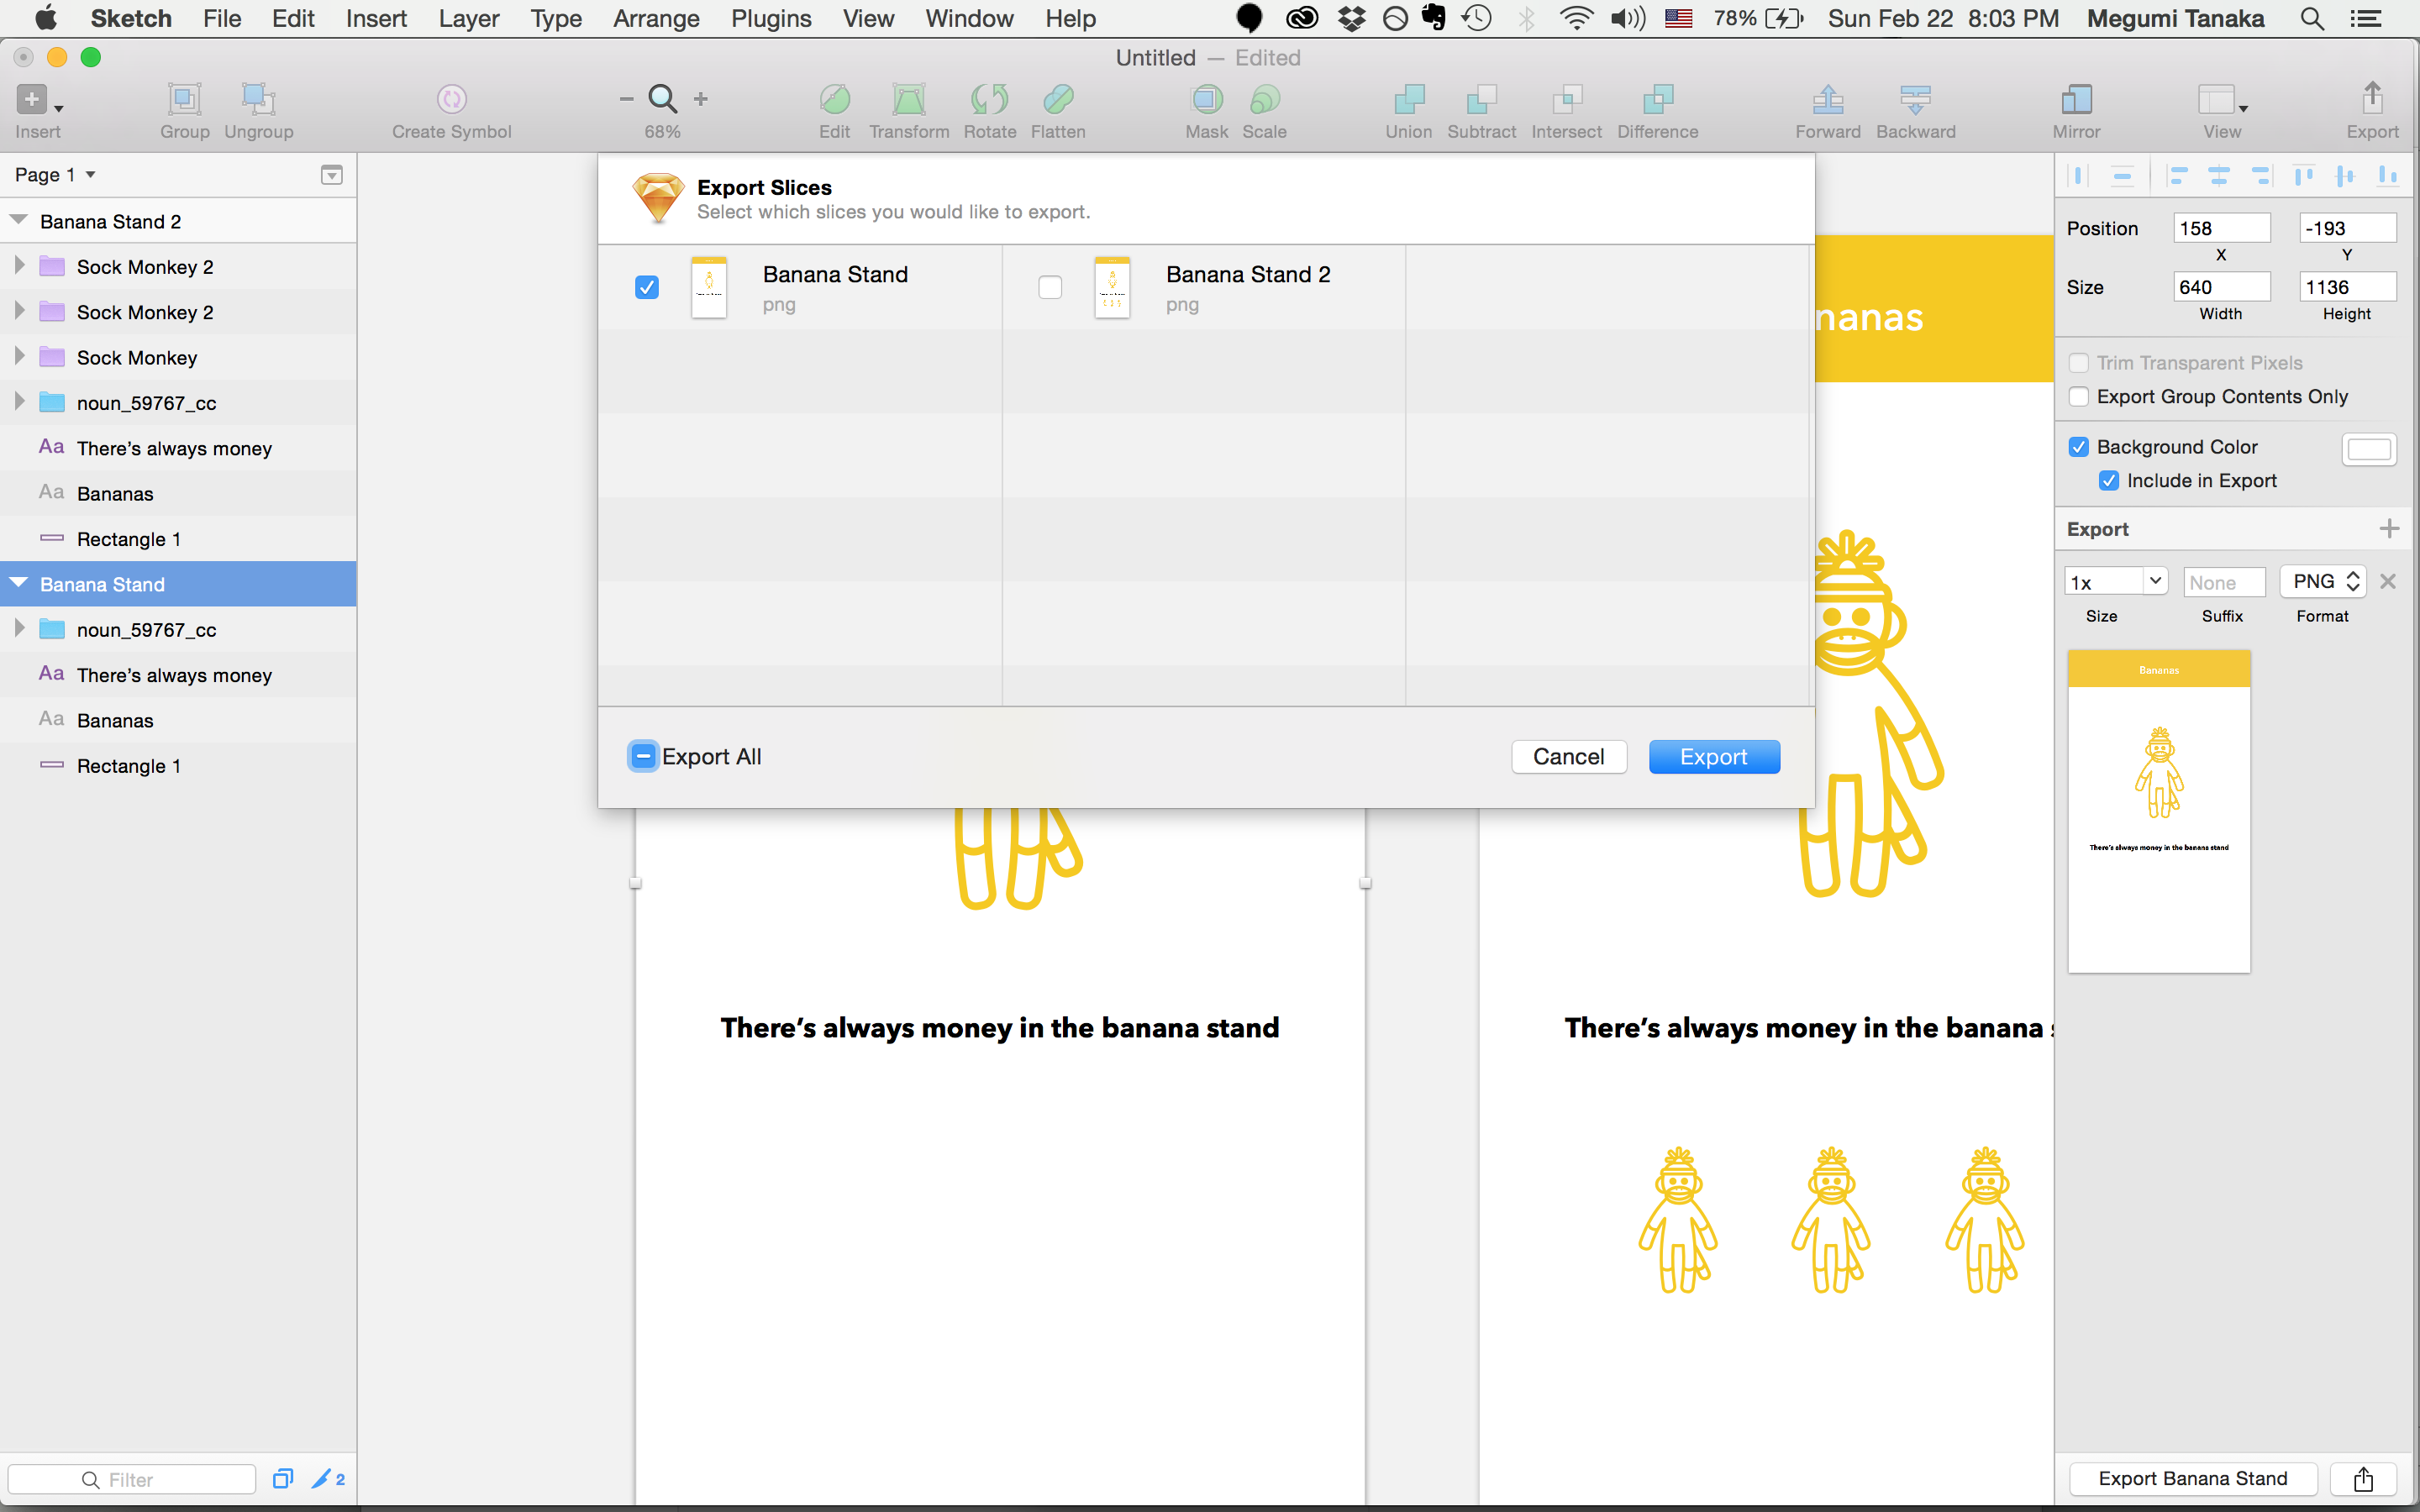 Sketch File Edit Insert Layer Type Arrange Plugins View Window Help 78% Sun Feb 22 8:03 PM Megumi Tanaka
Untitled — Edited
Insert Group Ungroup Create Symbol 68% Edit Transform Rotate Flatten Mask Scale Union Subtract Intersect Difference Forward Backward Mirror View Export
Page 1
Banana Stand 2
Sock Monkey 2
Sock Monkey 2
Sock Monkey
noun_59767_cc
Aa There’s always money
Aa Bananas
Rectangle 1
Banana Stand
noun_59767_cc
Aa There’s always money
Aa Bananas
Rectangle 1
Filter 2
Export Slices
Select which slices you would like to export.
Banana Stand
png
Banana Stand 2
png
Export All Cancel Export
nanas
There’s always money in the banana stand
There’s always money in the banana s
Position 158 -193
X Y
Size 640 1136
Width Height
Trim Transparent Pixels
Export Group Contents Only
Background Color
Include in Export
Export
1x None PNG
Size Suffix Format
Bananas
There’s always money in the banana stand
Export Banana Stand